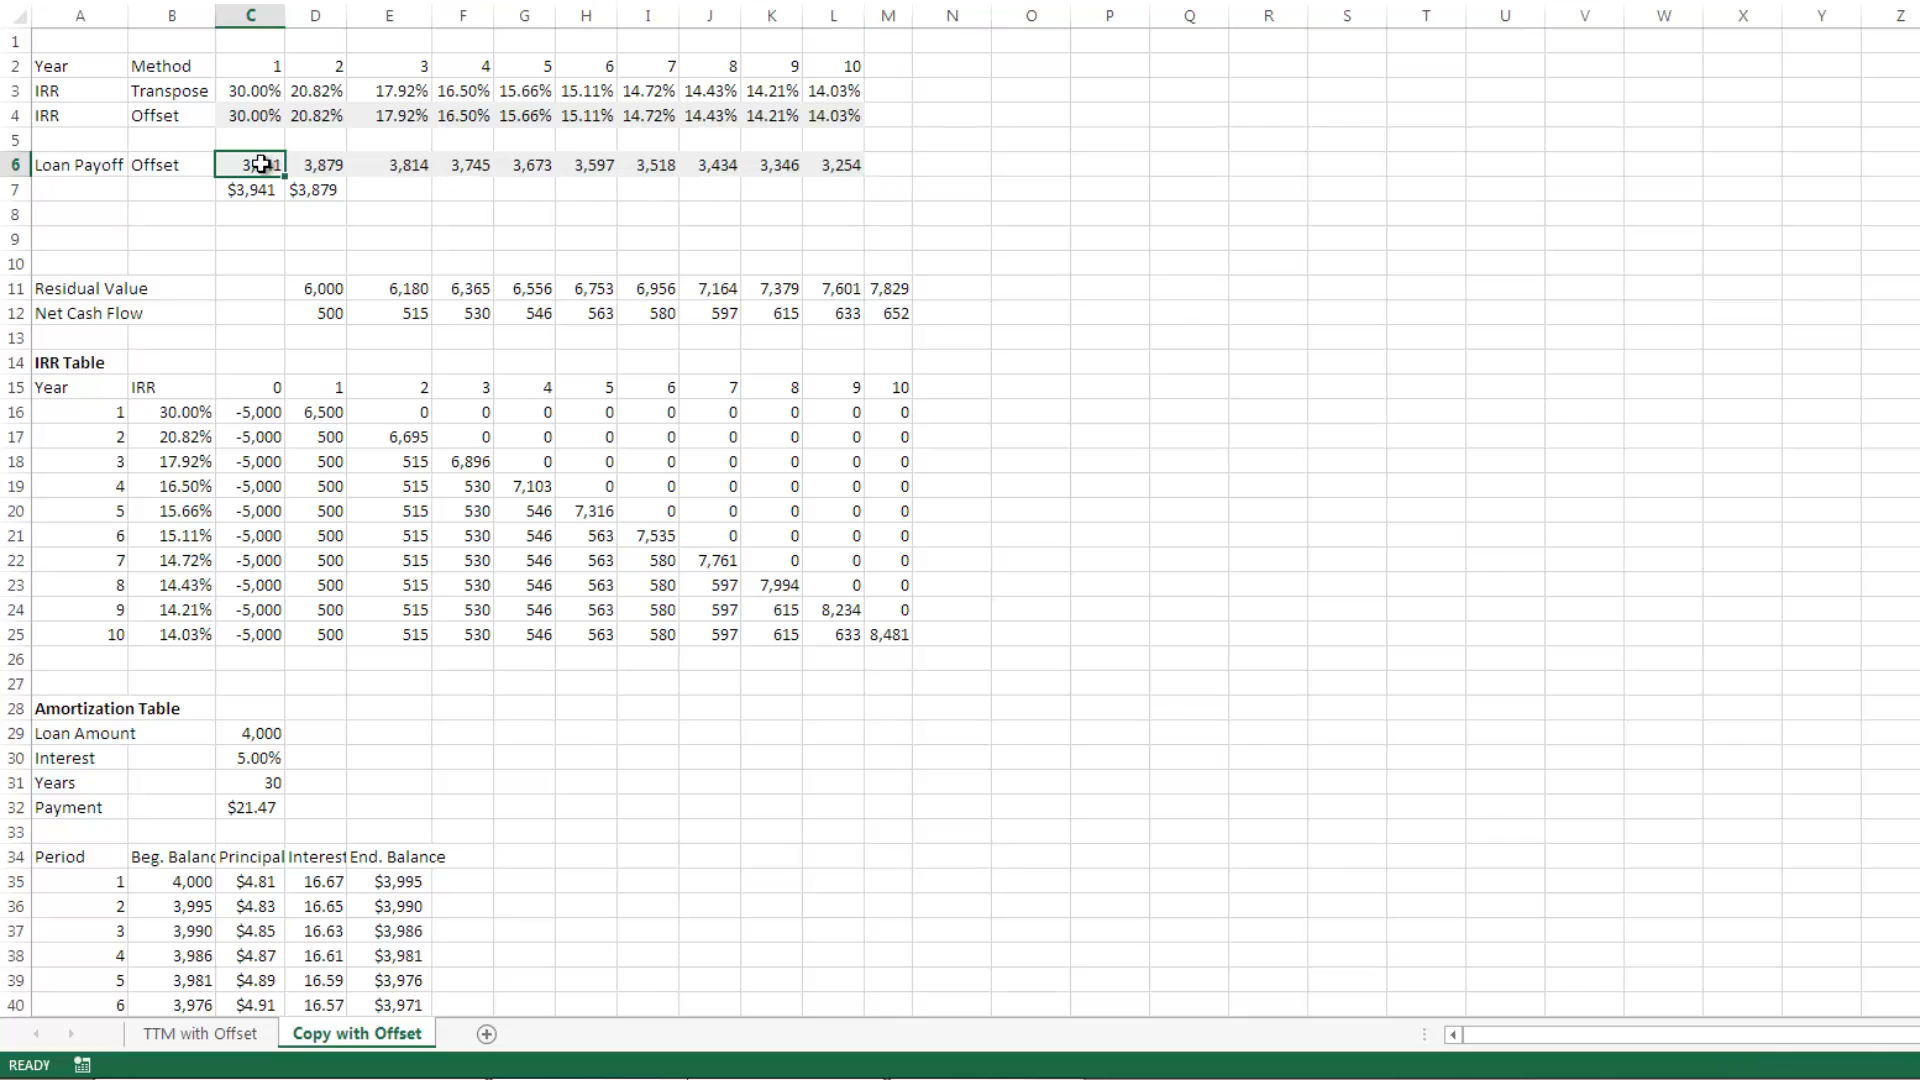 A B C D E F G H I J K L M N O P Q R S T U V W X Y Z
1
2 Year Method 1 2 3 4 5 6 7 8 9 10
3 IRR Transpose 30.00% 20.82% 17.92% 16.50% 15.66% 15.11% 14.72% 14.43% 14.21% 14.03%
4 IRR Offset 30.00% 20.82% 17.92% 16.50% 15.66% 15.11% 14.72% 14.43% 14.21% 14.03%
5
6 Loan Payoff Offset 3,879 3,814 3,745 3,673 3,597 3,518 3,434 3,346 3,254
7 $3,941 $3,879
8
9
10
11 Residual Value 6,000 6,180 6,365 6,556 6,753 6,956 7,164 7,379 7,601 7,829
12 Net Cash Flow 500 515 530 546 563 580 597 615 633 652
13
14 IRR Table
15 Year IRR 0 1 2 3 4 5 6 7 8 9 10
16 1 30.00% -5,000 6,500 0 0 0 0 0 0 0 0 0
17 2 20.82% -5,000 500 6,695 0 0 0 0 0 0 0 0
18 3 17.92% -5,000 500 515 6,896 0 0 0 0 0 0 0
19 4 16.50% -5,000 500 515 530 7,103 0 0 0 0 0 0
20 5 15.66% -5,000 500 515 530 546 7,316 0 0 0 0 0
21 6 15.11% -5,000 500 515 530 546 563 7,535 0 0 0 0
22 7 14.72% -5,000 500 515 530 546 563 580 7,761 0 0 0
23 8 14.43% -5,000 500 515 530 546 563 580 597 7,994 0 0
24 9 14.21% -5,000 500 515 530 546 563 580 597 615 8,234 0
25 10 14.03% -5,000 500 515 530 546 563 580 597 615 633 8,481
26
27
28 Amortization Table
29 Loan Amount 4,000
30 Interest 5.00%
31 Years 30
32 Payment $21.47
33
34 Period Beg. Balanc Principal Interest End. Balance
35 1 4,000 $4.81 16.67 $3,995
36 2 3,995 $4.83 16.65 $3,990
37 3 3,990 $4.85 16.63 $3,986
38 4 3,986 $4.87 16.61 $3,981
39 5 3,981 $4.89 16.59 $3,976
40 6 3,976 $4.91 16.57 $3,971
TTM with Offset Copy with Offset
READY